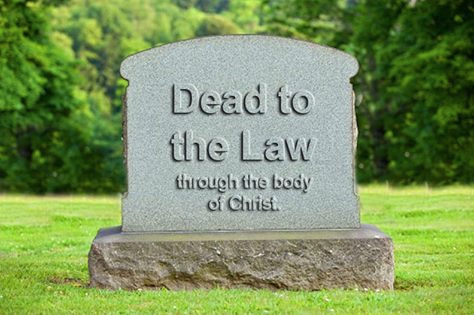 Dead to
the Law
through the body
of Christ.